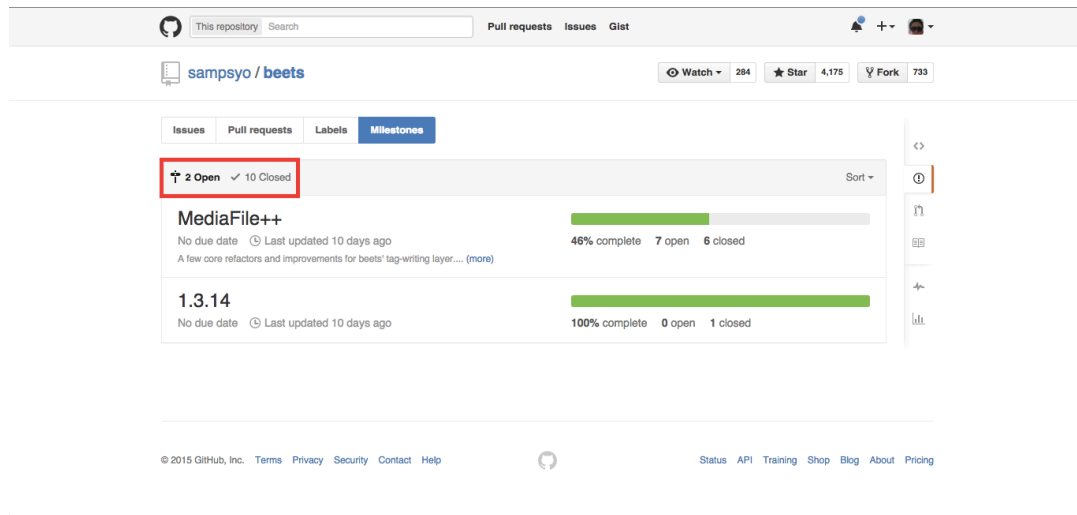 This repository Search Pull requests Issues Gist
sampsyo / beets Watch 284 Star 4,175 Fork 733
Issues Pull requests Labels Milestones
2 Open 10 Closed Sort
MediaFile++
No due date Last updated 10 days ago 46% complete 7 open 6 closed
A few core refactors and improvements for beets' tag-writing layer.... (more)
1.3.14
No due date Last updated 10 days ago 100% complete 0 open 1 closed
© 2015 GitHub, Inc. Terms Privacy Security Contact Help Status API Training Shop Blog About Pricing